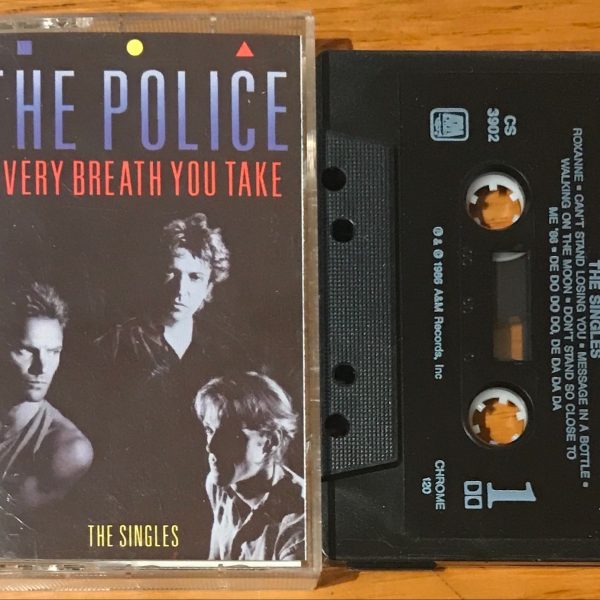 THE POLICE
VERY BREATH YOU TAKE
THE SINGLES
A&M
CS
3902
℗ & © 1986 A&M Records, Inc
CHROME
120
1
THE SINGLES
ROXANNE • CAN'T STAND LOSING YOU • MESSAGE IN A BOTTLE •
WALKING ON THE MOON • DON'T STAND SO CLOSE TO
ME '86 • DE DO DO DO, DE DA DA DA